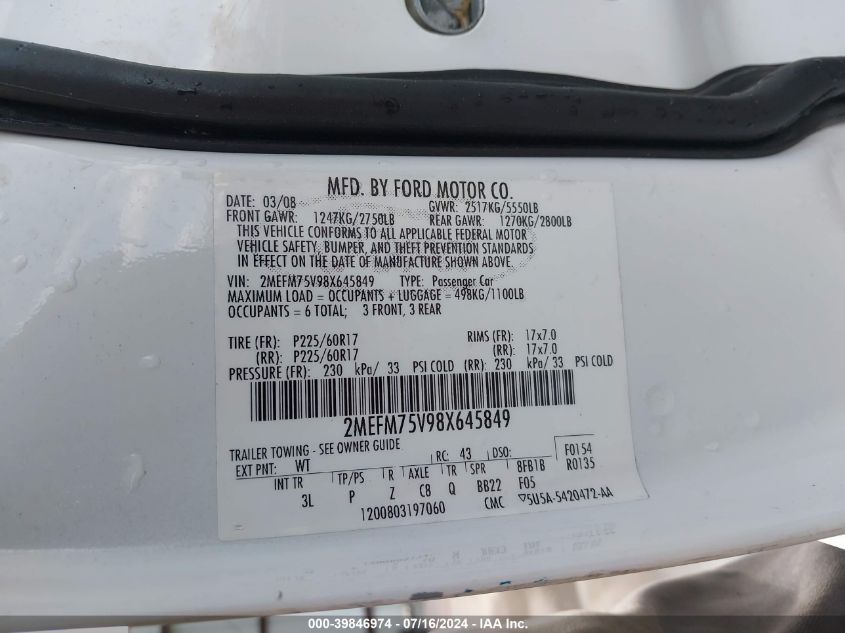 MFD. BY FORD MOTOR CO.
DATE: 03/08 GVWR: 2517KG/5550LB
FRONT GAWR: 1247KG/2750LB REAR GAWR: 1270KG/2800LB
THIS VEHICLE CONFORMS TO ALL APPLICABLE FEDERAL MOTOR
VEHICLE SAFETY, BUMPER, AND THEFT PREVENTION STANDARDS
IN EFFECT ON THE DATE OF MANUFACTURE SHOWN ABOVE.
VIN: 2MEFM75V98X645849 TYPE: Passenger Car
MAXIMUM LOAD = OCCUPANTS + LUGGAGE = 498KG/1100LB
OCCUPANTS = 6 TOTAL; 3 FRONT, 3 REAR
TIRE (FR): P225/60R17 RIMS (FR): 17x7.0
(RR): P225/60R17 (RR): 17x7.0
PRESSURE (FR): 230 kPa/ 33 PSI COLD (RR): 230 kPa/ 33 PSI COLD
2MEFM75V98X645849
TRAILER TOWING - SEE OWNER GUIDE
EXT PNT: WT RC: 43 DSO: F0154
R0135
INT TR TP/PS R AXLE TR SPR 8FB1B
3L P Z C8 Q BB22 F05
1200803197060 CMC ▽5U5A-5420472-AA
000-39846974 / 07/16/2024 / IAA Inc.